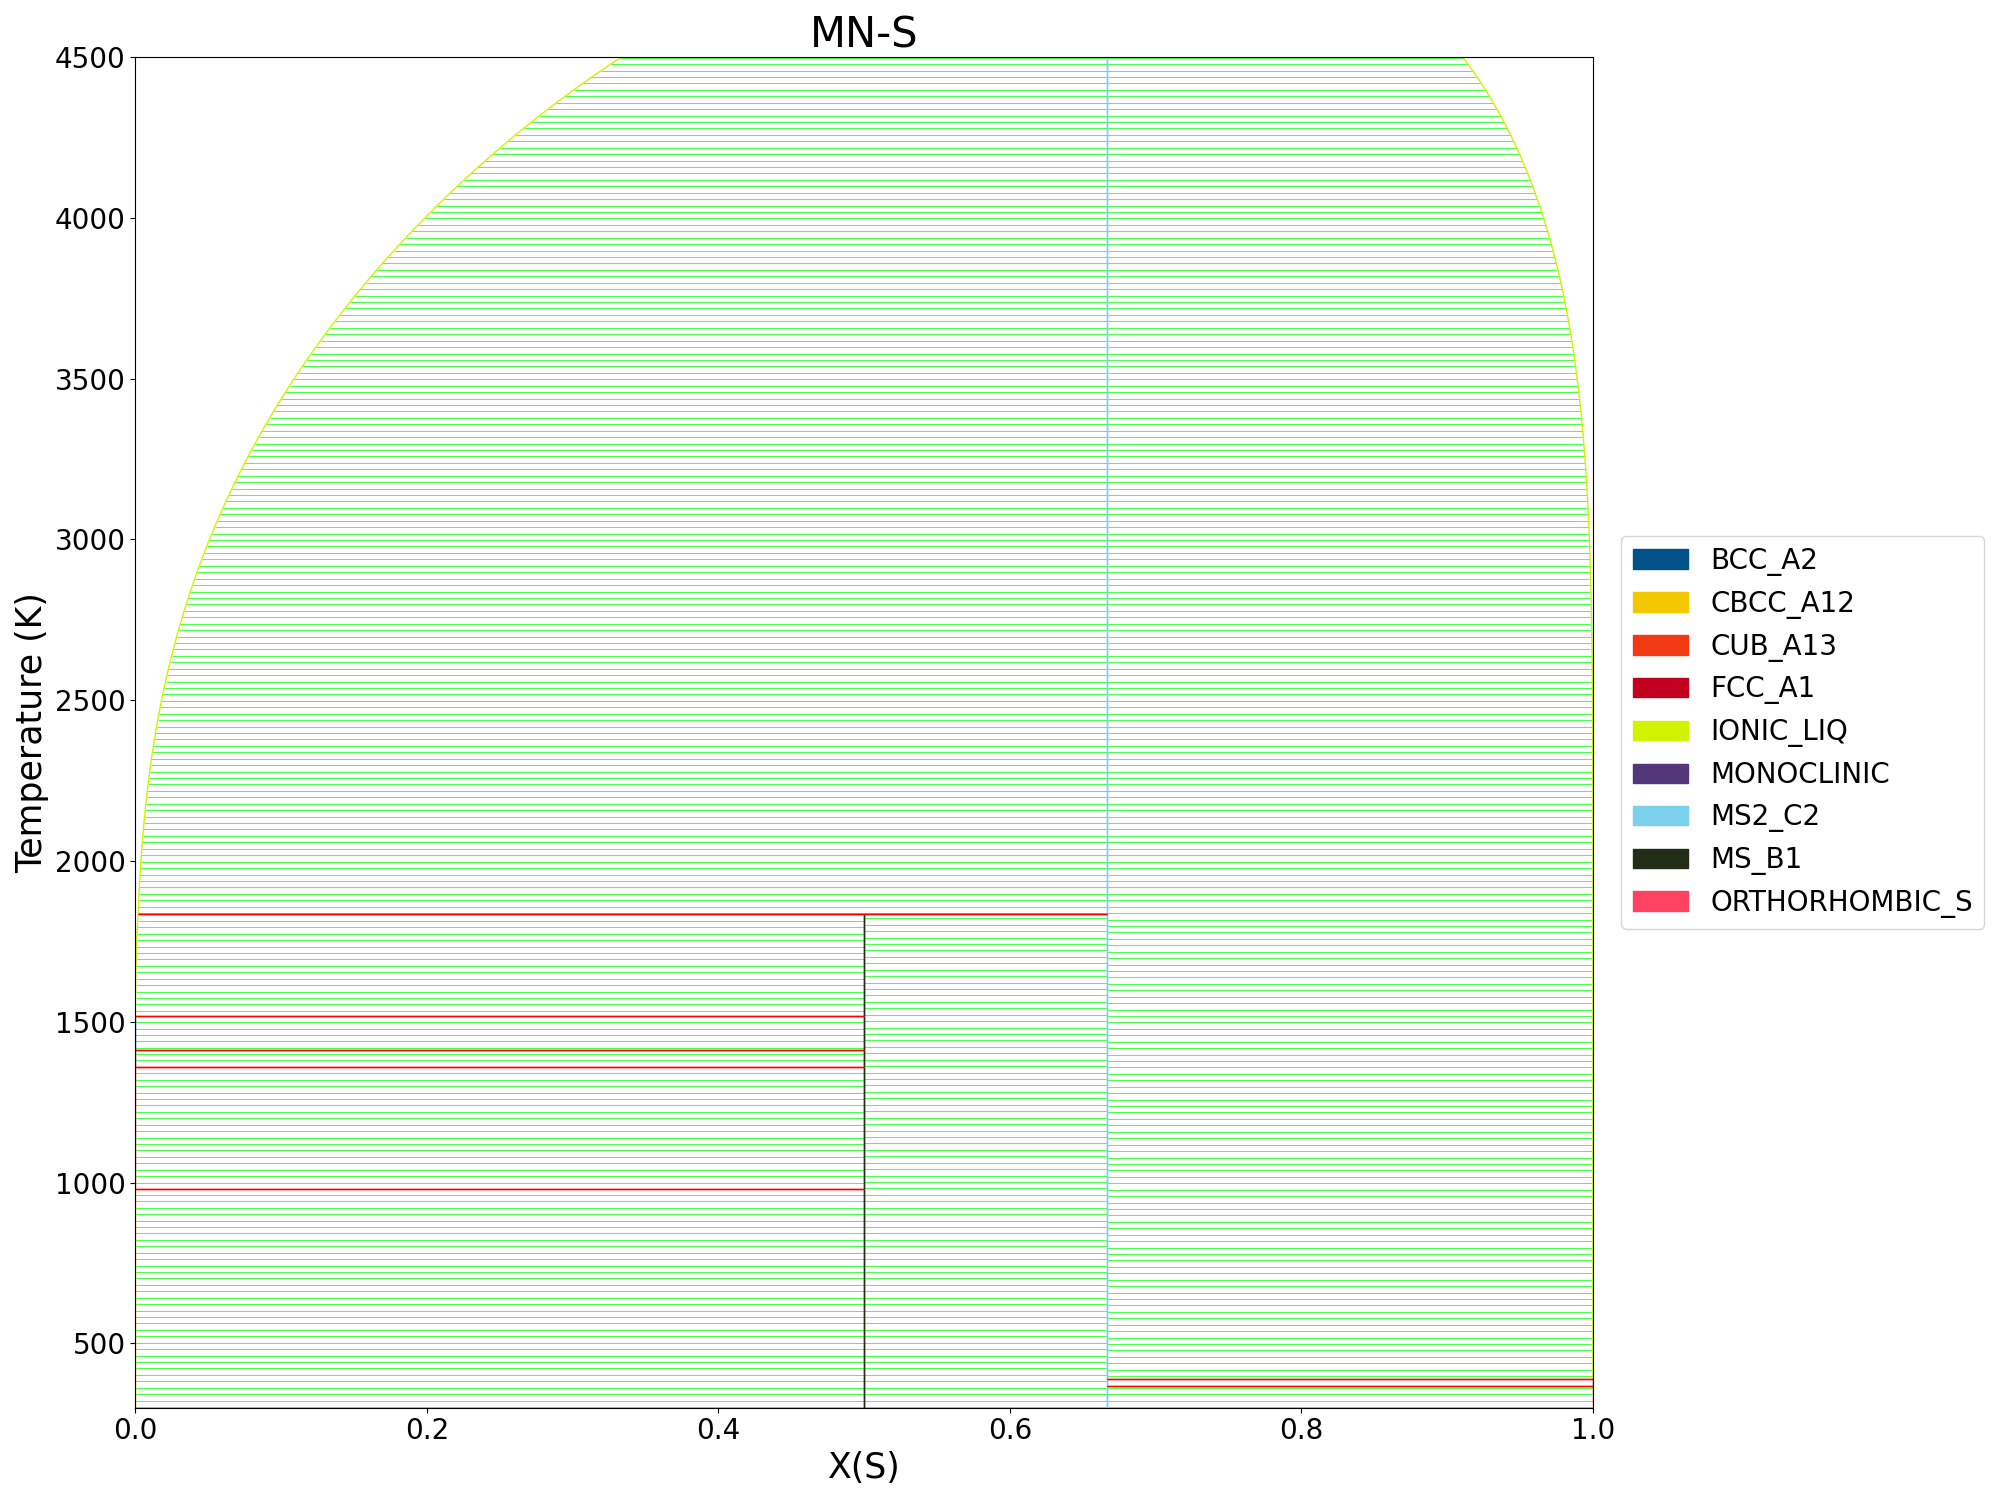 MN-S
4500
4000
3500
3000
2500
2000
1500
1000
500
Temperature (K)
0.0 0.2 0.4 0.6 0.8 1.0
X(S)
BCC_A2
CBCC_A12
CUB_A13
FCC_A1
IONIC_LIQ
MONOCLINIC
MS2_C2
MS_B1
ORTHORHOMBIC_S